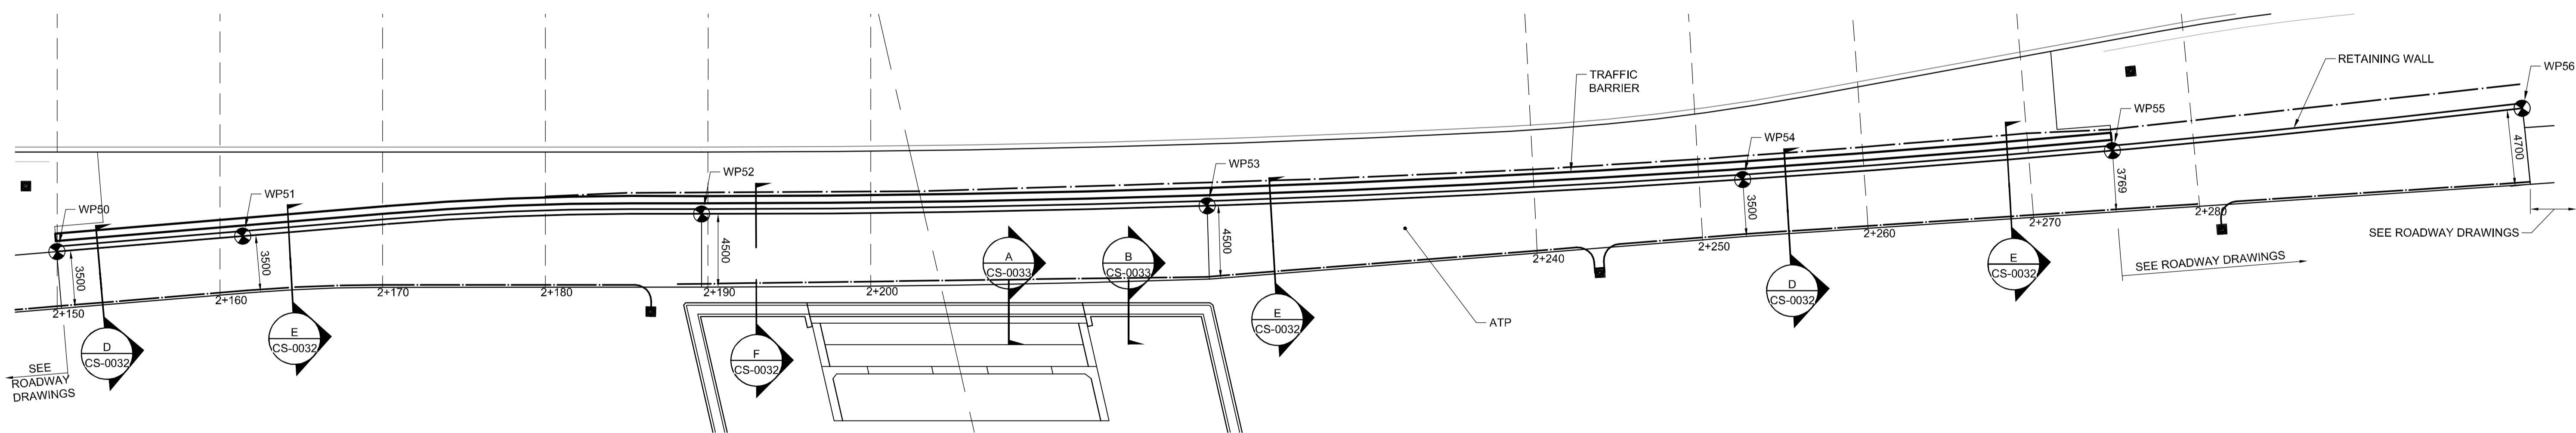 TRAFFIC
BARRIER
RETAINING WALL
WP56
WP55
WP54
WP53
WP52
WP51
WP50
3500
3500
4500
4500
3500
3769
4700
2+150
2+160
2+170
2+180
2+190
2+200
2+240
2+250
2+260
2+270
2+280
A
CS-0033
B
CS-0033
D
CS-0032
E
CS-0032
F
CS-0032
E
CS-0032
D
CS-0032
E
CS-0032
ATP
SEE
ROADWAY
DRAWINGS
SEE ROADWAY DRAWINGS
SEE ROADWAY DRAWINGS